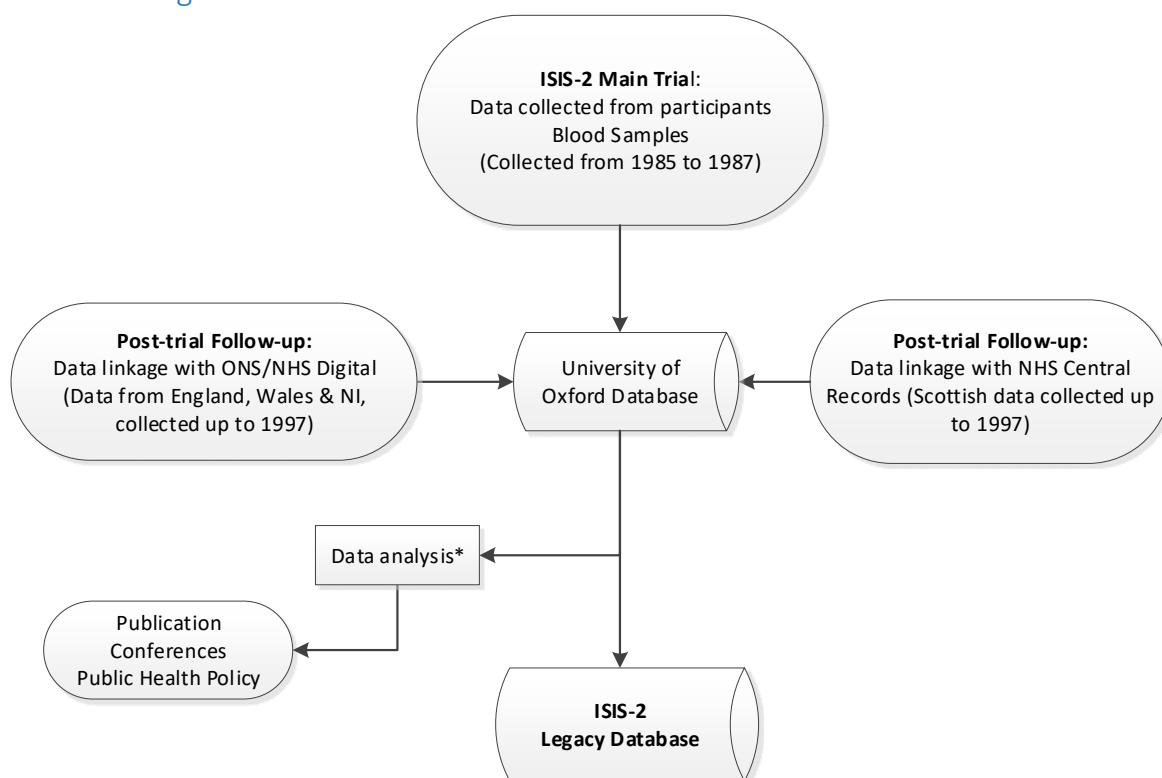 ISIS-2 Main Trial:
Data collected from participants
Blood Samples
(Collected from 1985 to 1987)
Post-trial Follow-up:
Data linkage with ONS/NHS Digital
(Data from England, Wales & NI,
collected up to 1997)
University of
Oxford Database
Post-trial Follow-up:
Data linkage with NHS Central
Records (Scottish data collected up
to 1997)
Data analysis*
Publication
Conferences
Public Health Policy
ISIS-2
Legacy Database